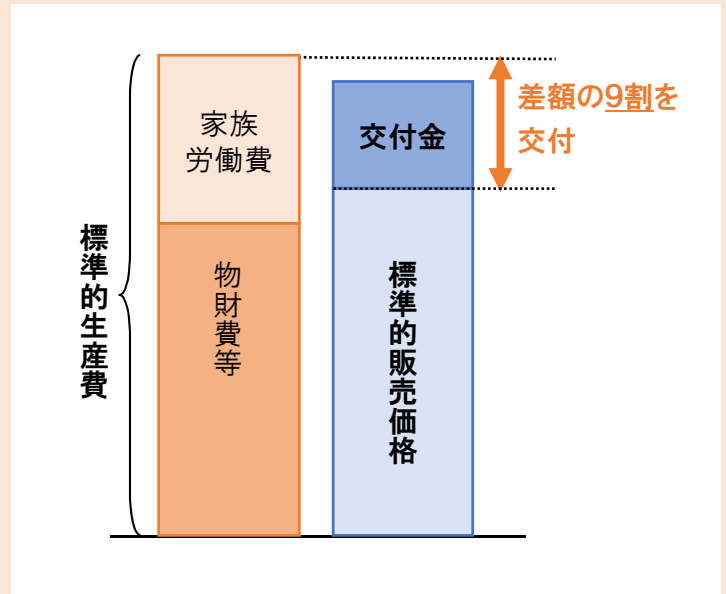 標準的生産費
家族
労働費
物財費等
交付金
標準的販売価格
差額の9割を
交付